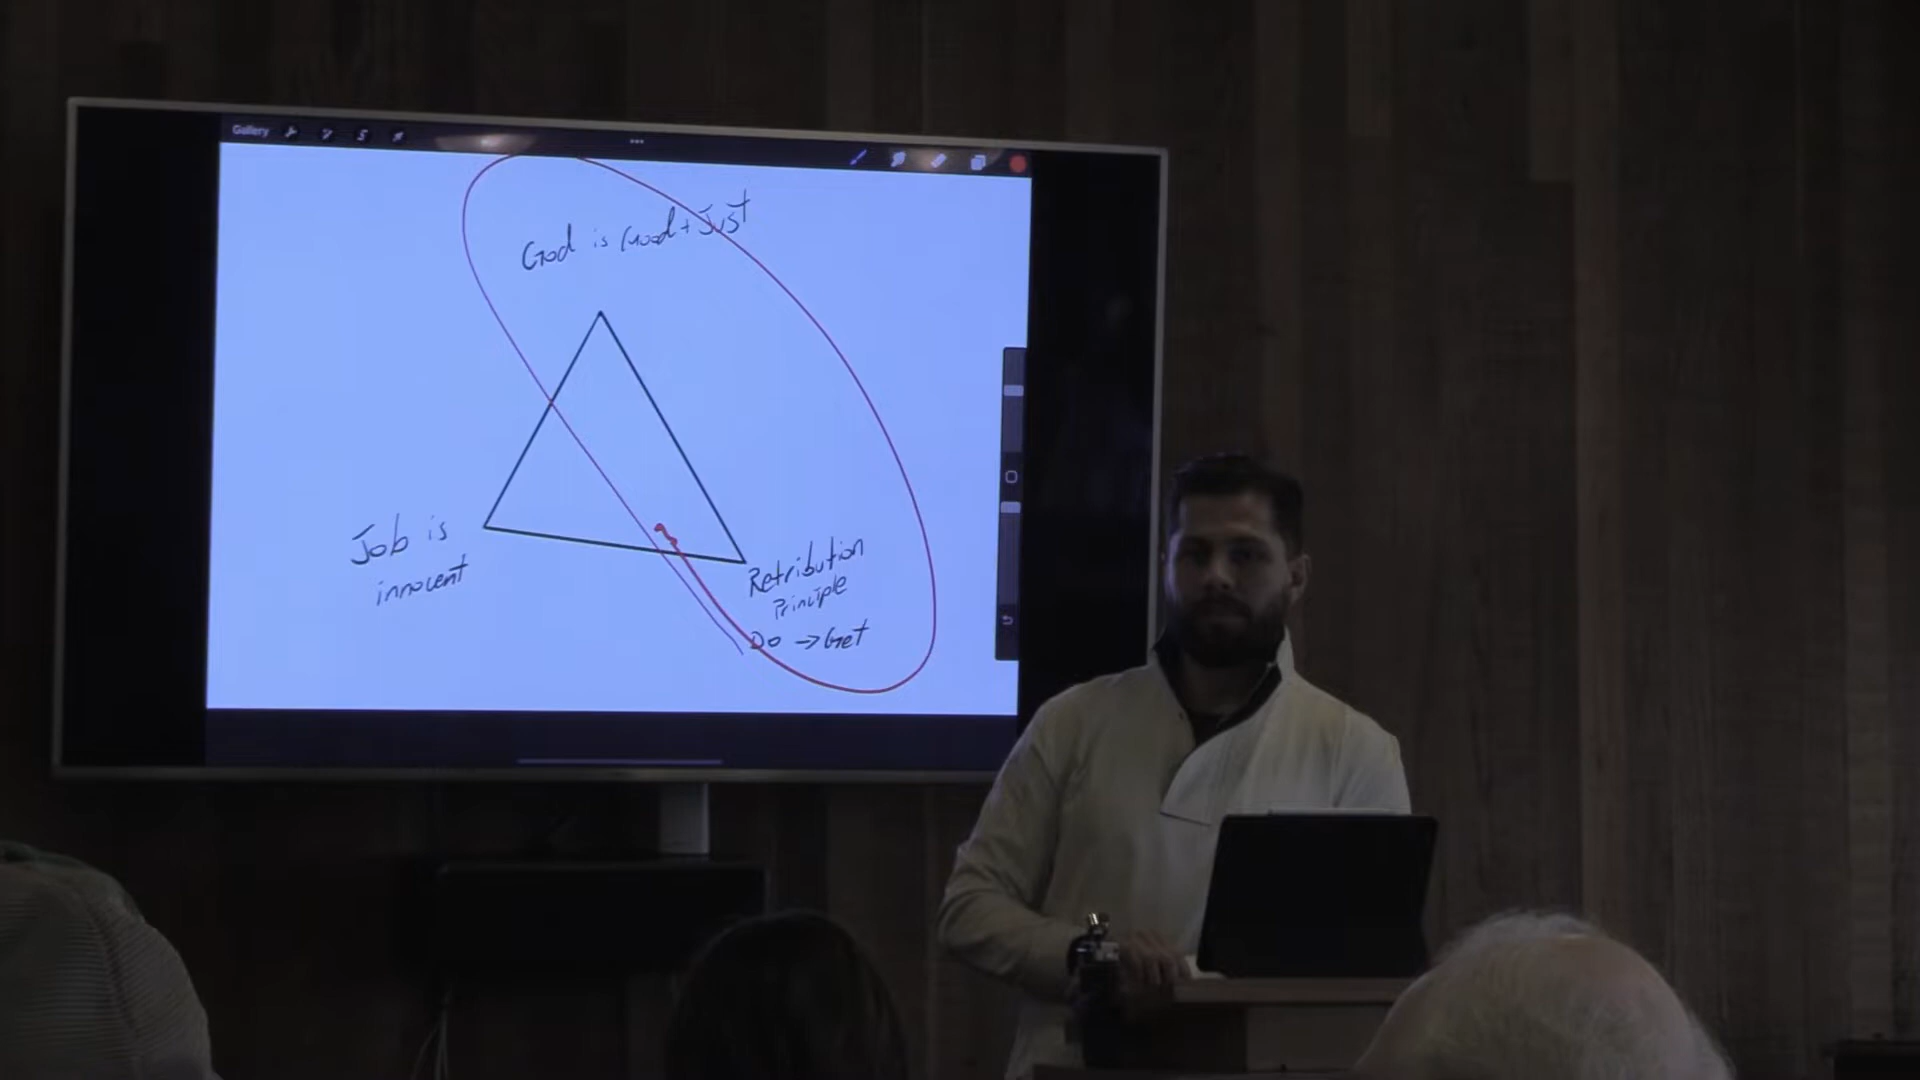 Gallery
God is Good + Just
Job is
innocent
Retribution
Principle
Do → Get